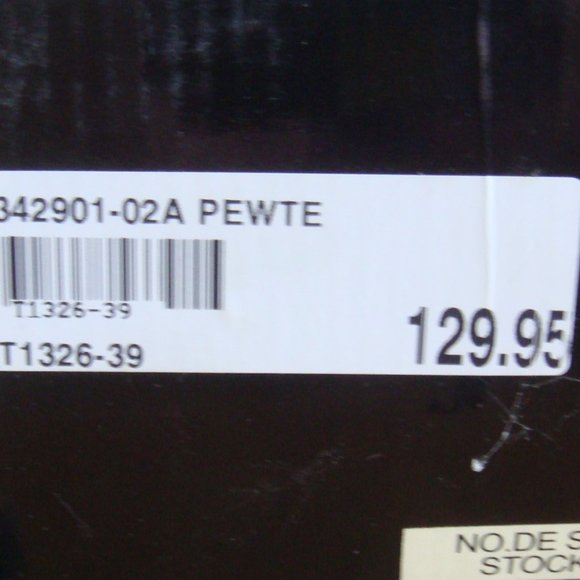 342901-02A PEWTE
T1326-39
T1326-39
129.95
NO.DE S
STOCK